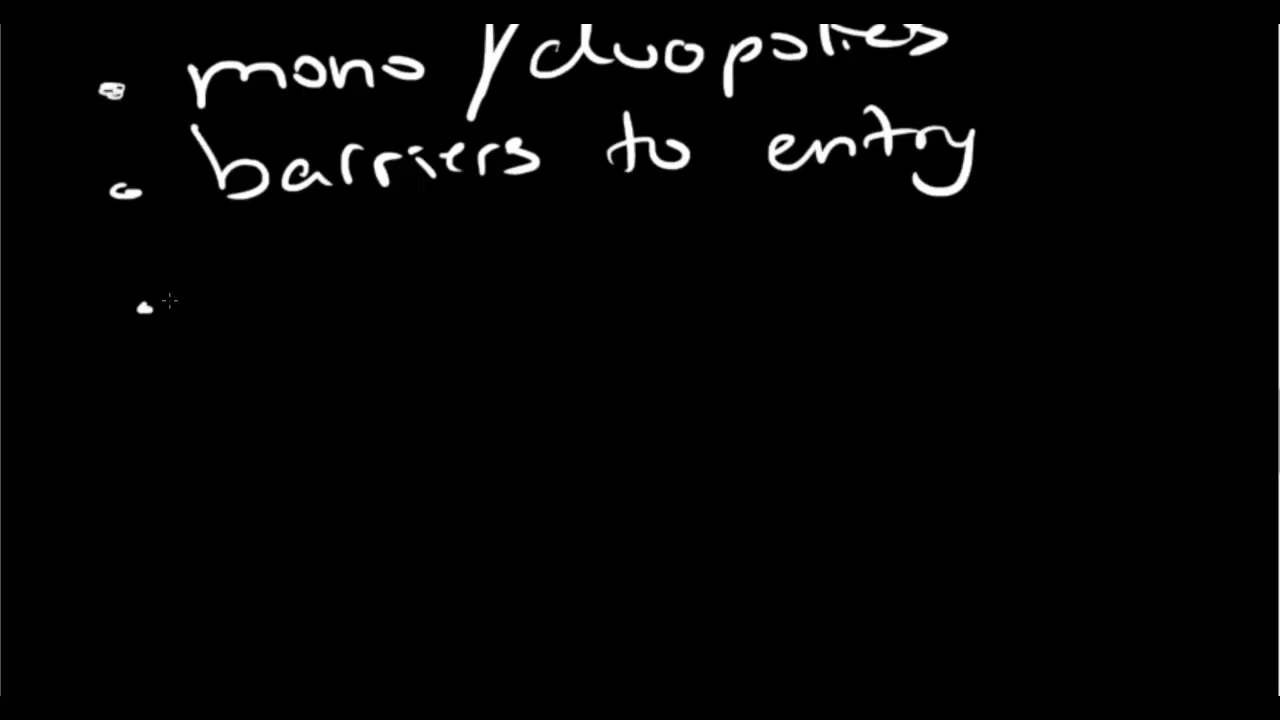 • mono/duopolies
• barriers to entry
•